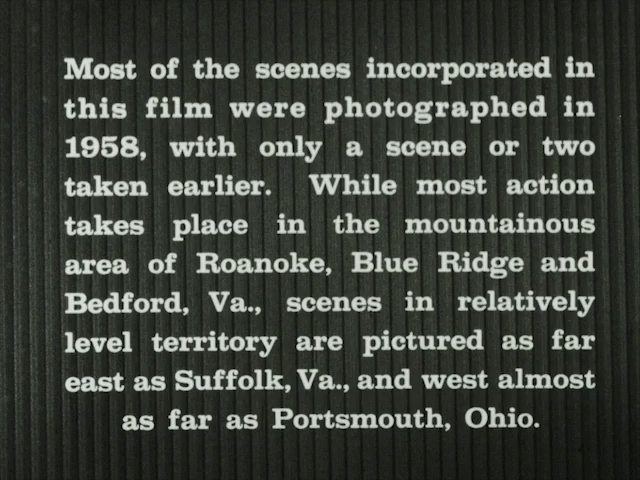 Most of the scenes incorporated in
this film were photographed in
1958, with only a scene or two
taken earlier. While most action
takes place in the mountainous
area of Roanoke, Blue Ridge and
Bedford, Va., scenes in relatively
level territory are pictured as far
east as Suffolk, Va., and west almost
as far as Portsmouth, Ohio.